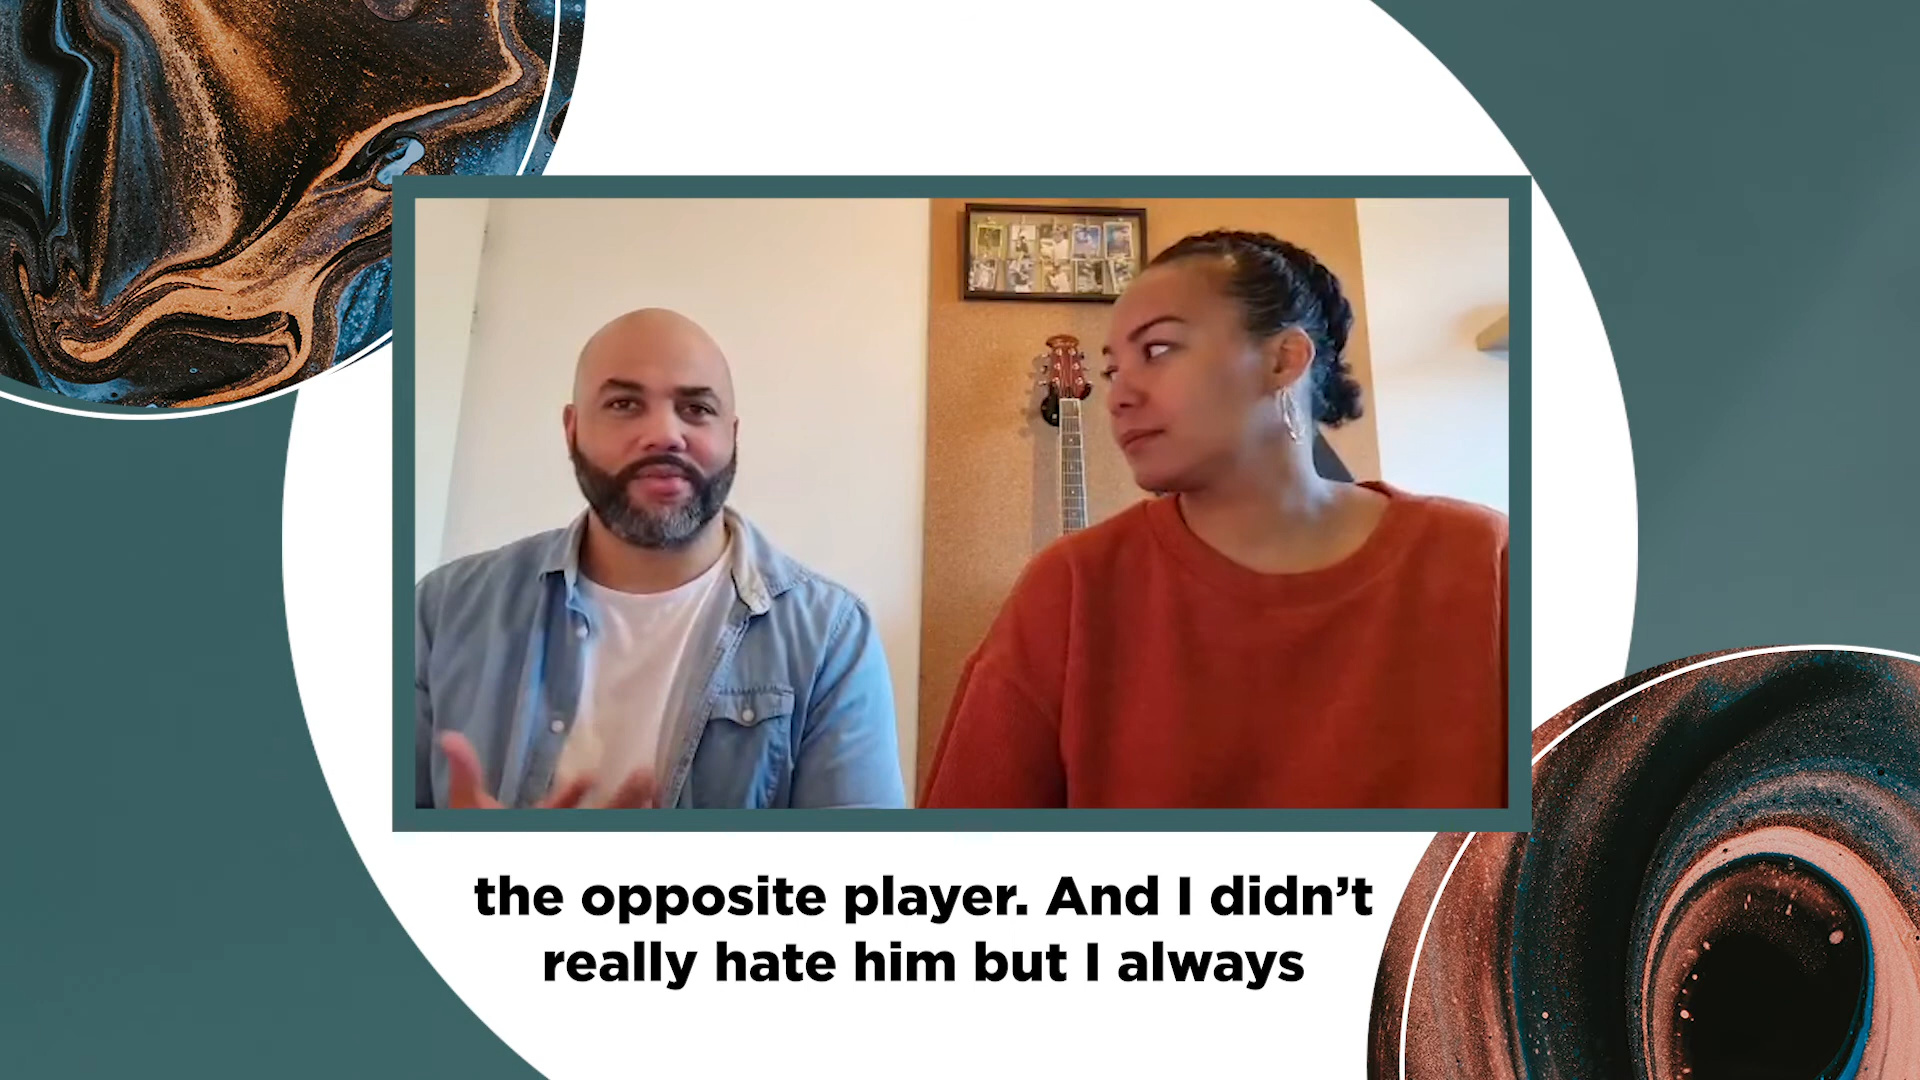 the opposite player. And I didn’t
really hate him but I always